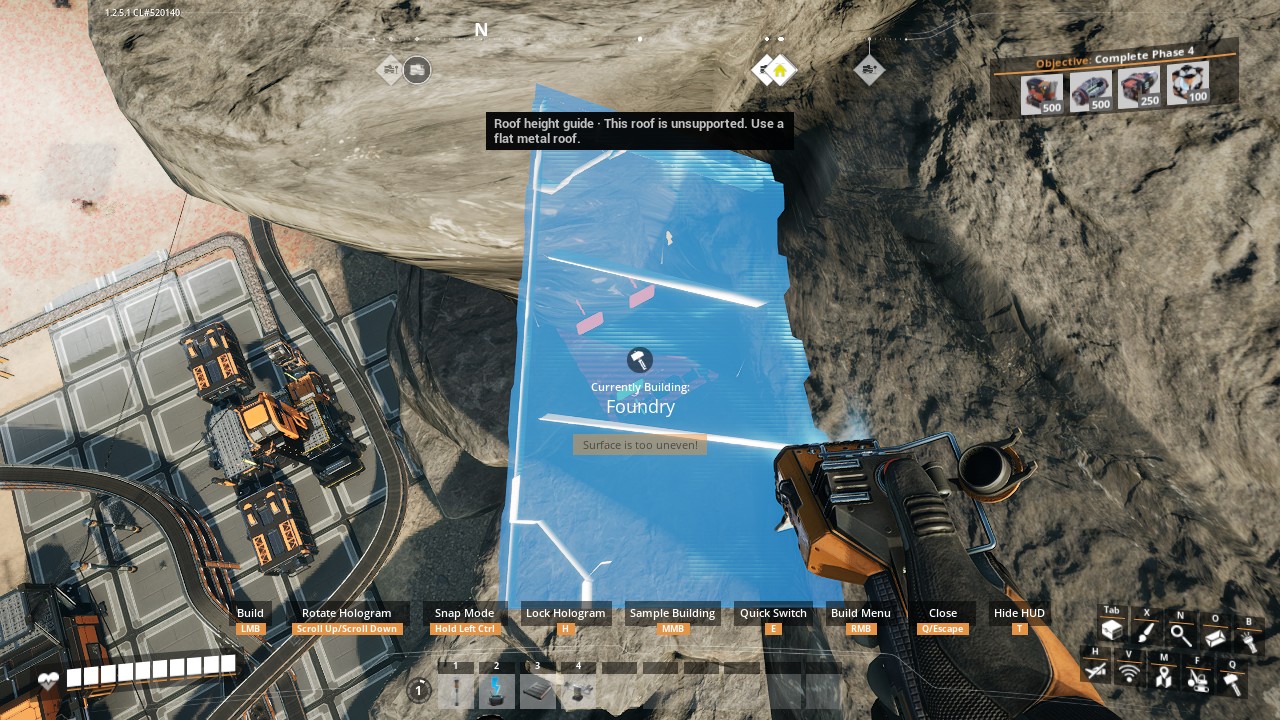 1.2.5.1 CL#520140
N
Objective: Complete Phase 4
500
500
250
100
Roof height guide · This roof is unsupported. Use a
flat metal roof.
Currently Building:
Foundry
Surface is too uneven!
Build
LMB
Rotate Hologram
Scroll Up/Scroll Down
Snap Mode
Hold Left Ctrl
Lock Hologram
H
Sample Building
MMB
Quick Switch
E
Build Menu
RMB
Close
Q/Escape
Hide HUD
T
Tab X N O B
H V M F Q
1 2 3 4
1